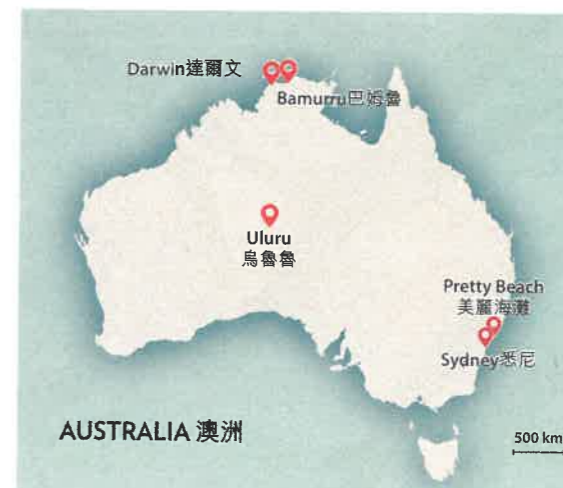 Darwin達爾文
Bamurru巴姆魯
Uluru
烏魯魯
Pretty Beach
美麗海灘
Sydney悉尼
AUSTRALIA 澳洲
500 km